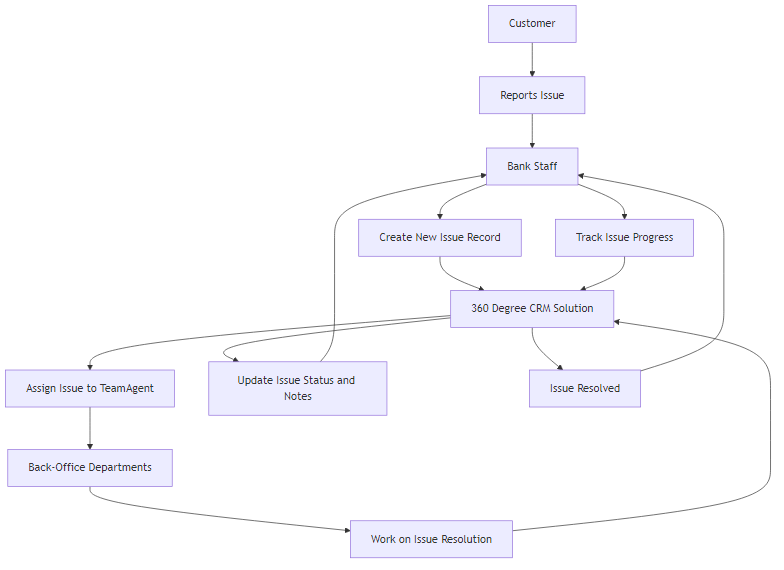 Customer
Reports Issue
Bank Staff
Create New Issue Record
Track Issue Progress
360 Degree CRM Solution
Assign Issue to TeamAgent
Update Issue Status and
Notes
Issue Resolved
Back-Office Departments
Work on Issue Resolution